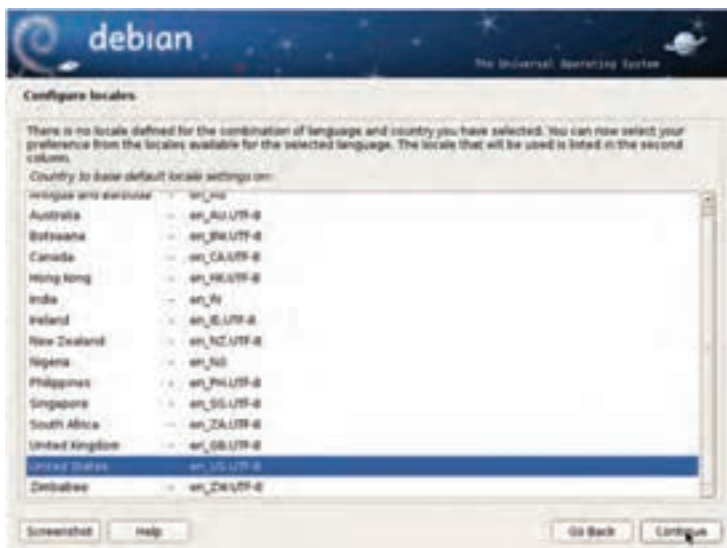 debian
The Universal Operating System
Configure locales
There is no locale defined for the combination of language and country you have selected. You can now select your
preference from the locales available for the selected language. The locale that will be used is listed in the second
column.
Country to base default locale settings on:
Antigua and Barbuda - en_AG
Australia - en_AU.UTF-8
Botswana - en_BW.UTF-8
Canada - en_CA.UTF-8
Hong Kong - en_HK.UTF-8
India - en_IN
Ireland - en_IE.UTF-8
New Zealand - en_NZ.UTF-8
Nigeria - en_NG
Philippines - en_PH.UTF-8
Singapore - en_SG.UTF-8
South Africa - en_ZA.UTF-8
United Kingdom - en_GB.UTF-8
United States - en_US.UTF-8
Zimbabwe - en_ZW.UTF-8
Screenshot Help Go Back Continue